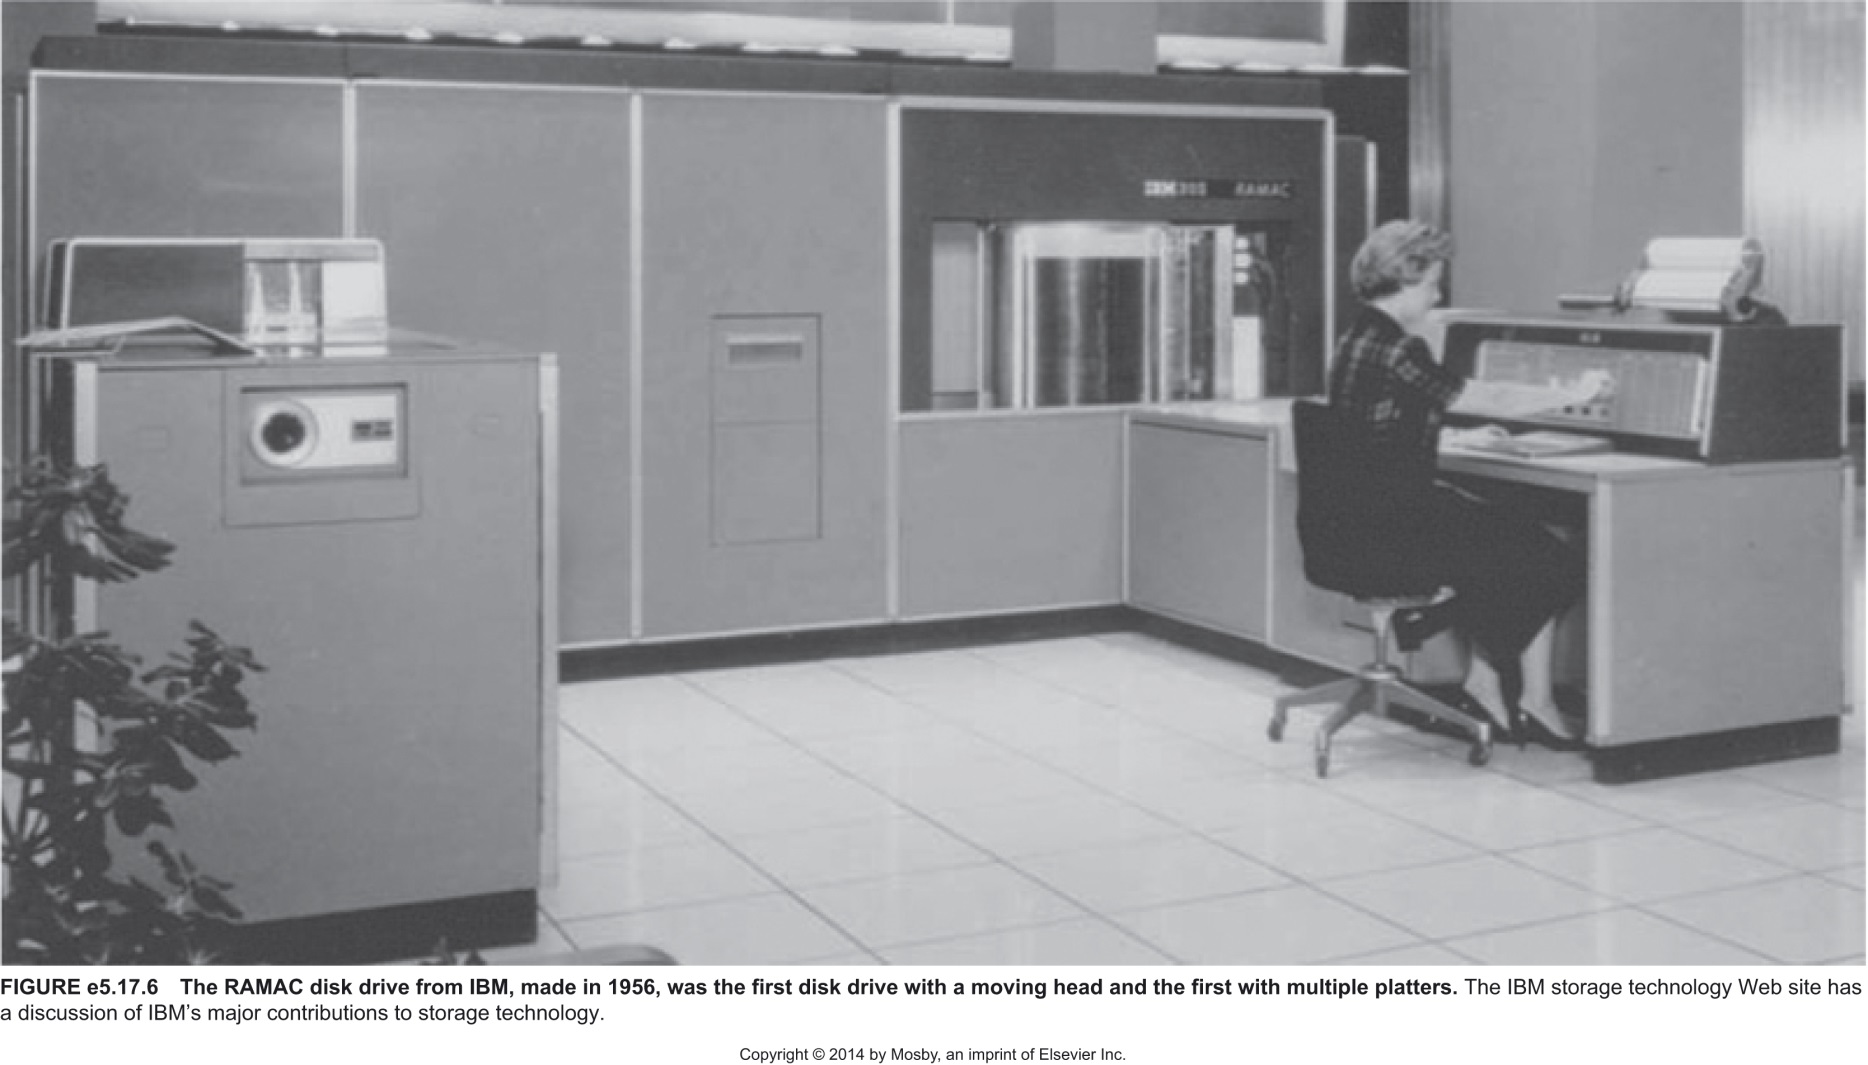 IBM 305 RAMAC
FIGURE e5.17.6 The RAMAC disk drive from IBM, made in 1956, was the first disk drive with a moving head and the first with multiple platters. The IBM storage technology Web site has
a discussion of IBM’s major contributions to storage technology.
Copyright © 2014 by Mosby, an imprint of Elsevier Inc.